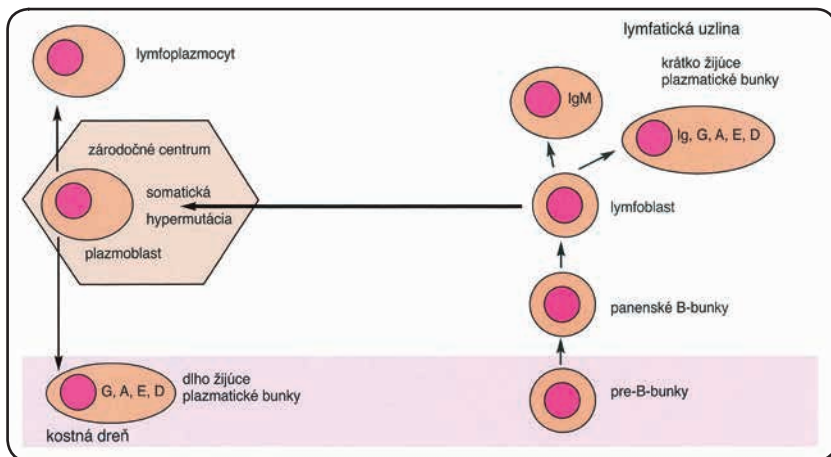 lymfoplazmocyt
zárodočné centrum
somatická
hypermutácia
plazmoblast
G, A, E, D
dlho žijúce
plazmatické bunky
kostná dreň
lymfatická uzlina
krátko žijúce
plazmatické bunky
IgM
Ig, G, A, E, D
lymfoblast
panenské B-bunky
pre-B-bunky